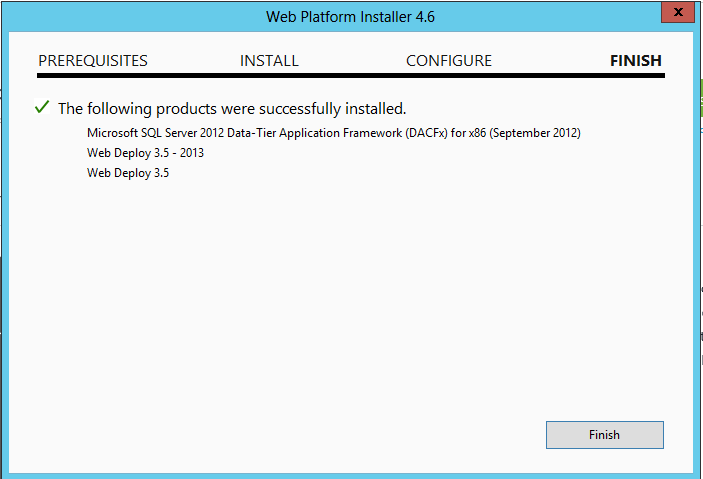 Web Platform Installer 4.6
x
PREREQUISITES INSTALL CONFIGURE FINISH
The following products were successfully installed.
Microsoft SQL Server 2012 Data-Tier Application Framework (DACFx) for x86 (September 2012)
Web Deploy 3.5 - 2013
Web Deploy 3.5
Finish